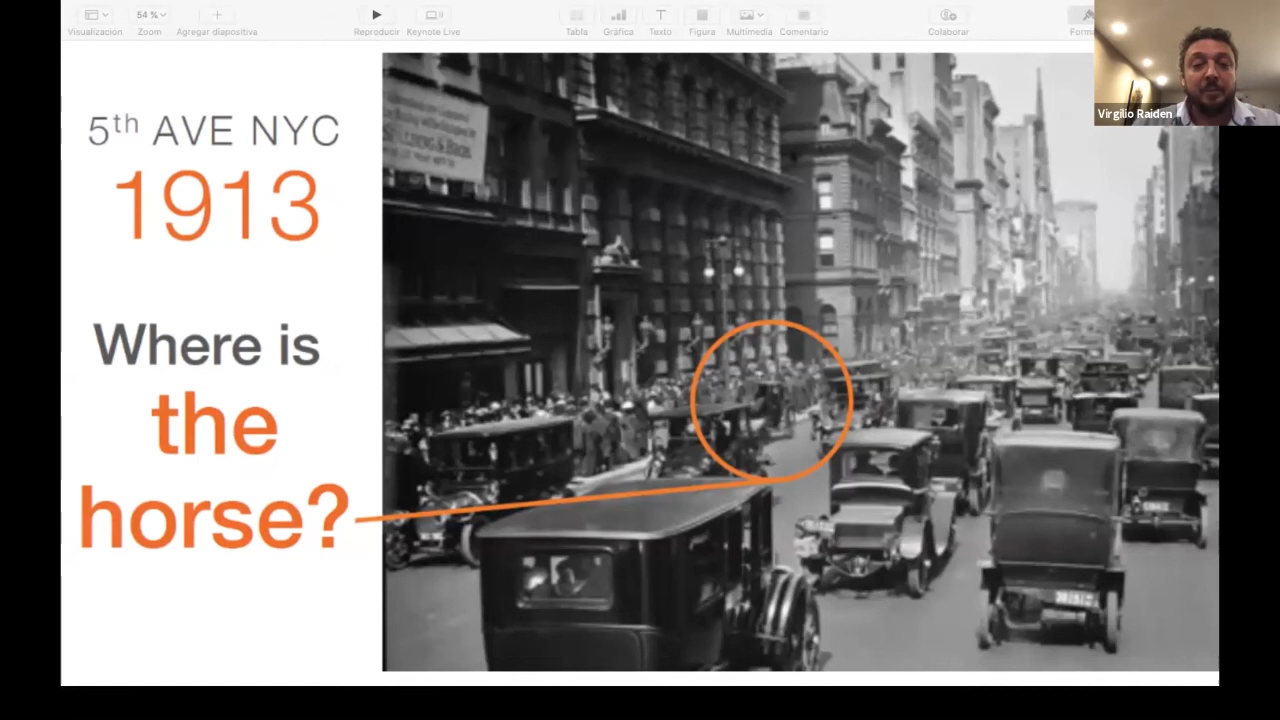 54 %
Visualización Zoom Agregar diapositiva Reproducir Keynote Live Tabla Gráfica Texto Figura Multimedia Comentario Colaborar
Virgilio Raiden
5th AVE NYC
1913
Where is
the
horse?